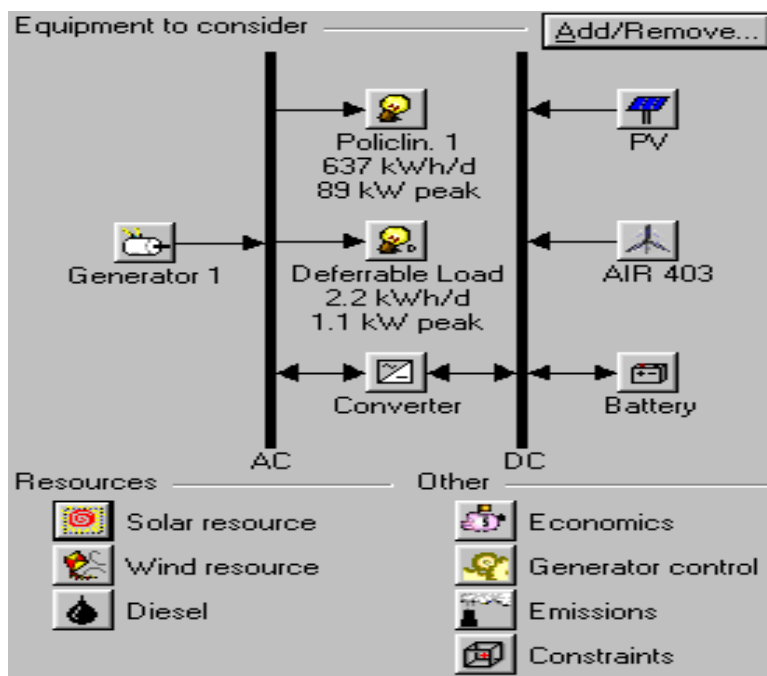 Equipment to consider
Add/Remove...
Policlin. 1
637 kWh/d
89 kW peak
PV
Generator 1
Deferrable Load
2.2 kWh/d
1.1 kW peak
AIR 403
Converter
Battery
AC
DC
Resources
Other
Solar resource
Economics
Wind resource
Generator control
Diesel
Emissions
Constraints